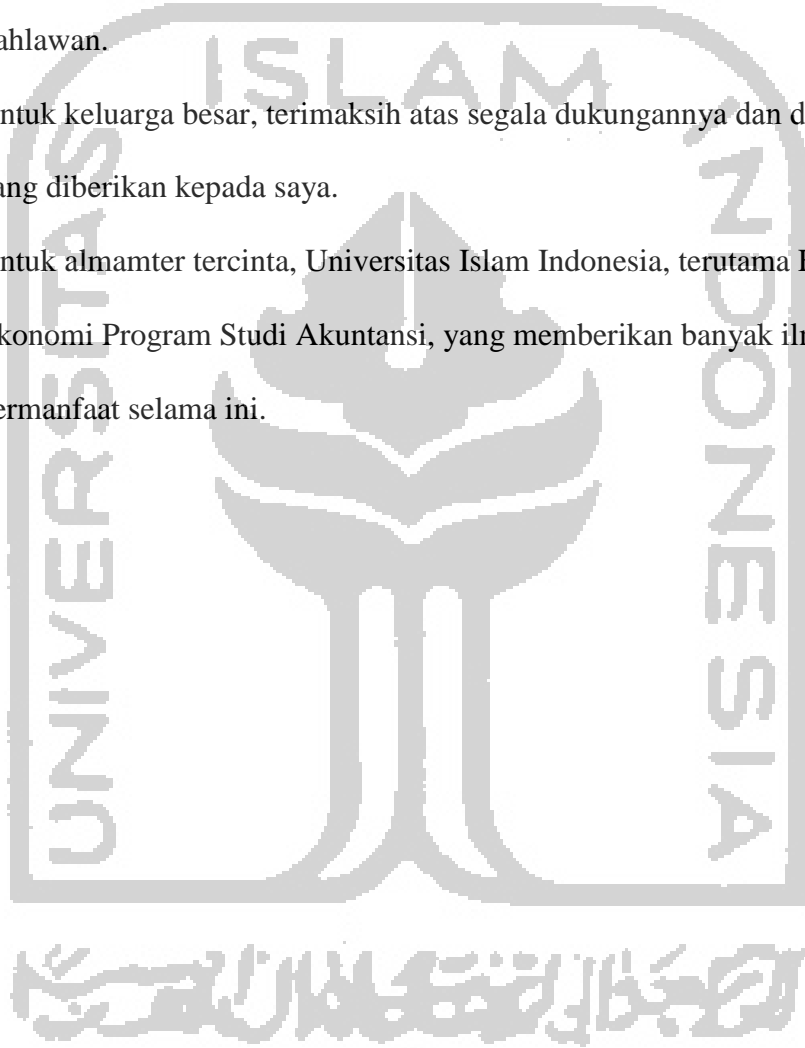 ahlawan.
ntuk keluarga besar, terimaksih atas segala dukungannya dan d
ang diberikan kepada saya.
ntuk almamter tercinta, Universitas Islam Indonesia, terutama
konomi Program Studi Akuntansi, yang memberikan banyak il
ermanfaat selama ini.
UNIVERSITAS
ISLAM
INDONESIA